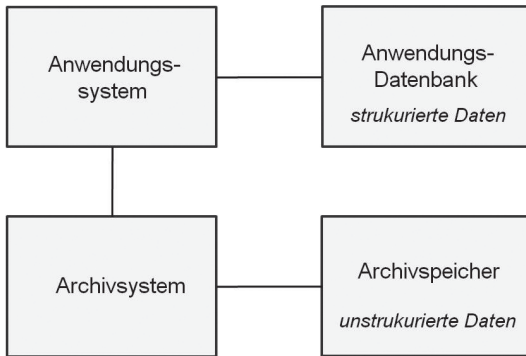 Anwendungs-
system
Anwendungs-
Datenbank
strukurierte Daten
Archivsystem
Archivspeicher
unstrukurierte Daten